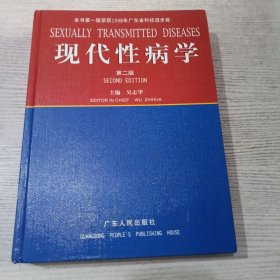 本书第一版荣获1998年广东省科技进步奖
SEXUALLY TRANSMITTED DISEASES
现代性病学
第二版
SECOND EDITION
主编 吴志华
EDITOR IN CHIEF WU ZHIHUA
广东人民出版社
GUANGDONG PEOPLE'S PUBLISHING HOUSE